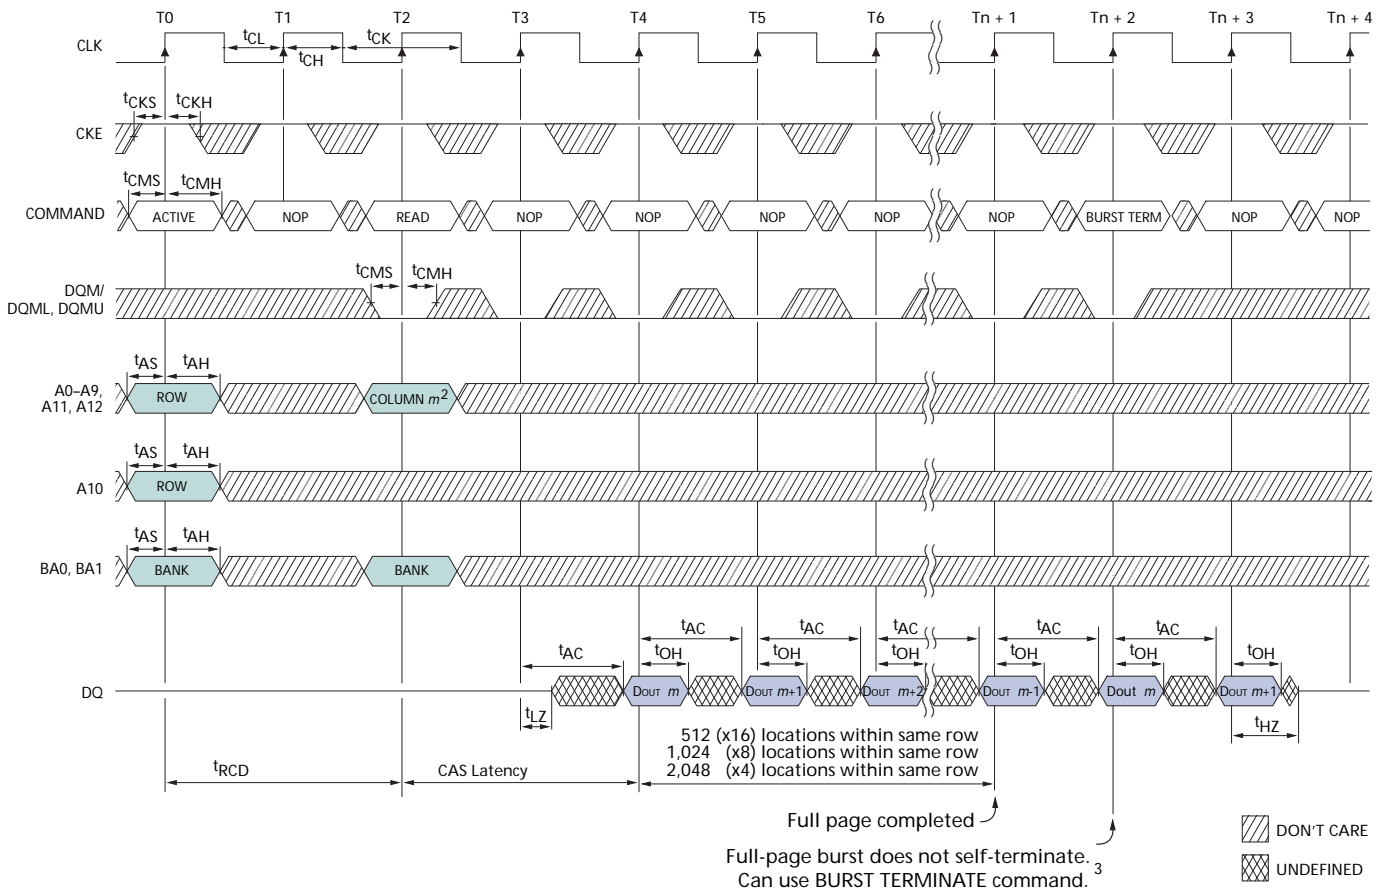 T0 T1 T2 T3 T4 T5 T6 Tn + 1 Tn + 2 Tn + 3 Tn + 4
CLK
tCL tCK
tCH
tCKS tCKH
CKE
tCMS tCMH
COMMAND ACTIVE NOP READ NOP NOP NOP NOP NOP BURST TERM NOP NOP
tCMS tCMH
DQM/
DQML, DQMU
tAS tAH
A0–A9,
A11, A12
ROW COLUMN m2
tAS tAH
A10 ROW
tAS tAH
BA0, BA1 BANK BANK
tAC tAC tAC tAC tAC tAC
tOH tOH tOH tOH tOH tOH
DQ DOUT m DOUT m+1 DOUT m+2 DOUT m-1 Dout m DOUT m+1
tLZ tHZ
512 (x16) locations within same row
1,024 (x8) locations within same row
2,048 (x4) locations within same row
tRCD CAS Latency
Full page completed
Full-page burst does not self-terminate. 3
Can use BURST TERMINATE command.
DON'T CARE
UNDEFINED